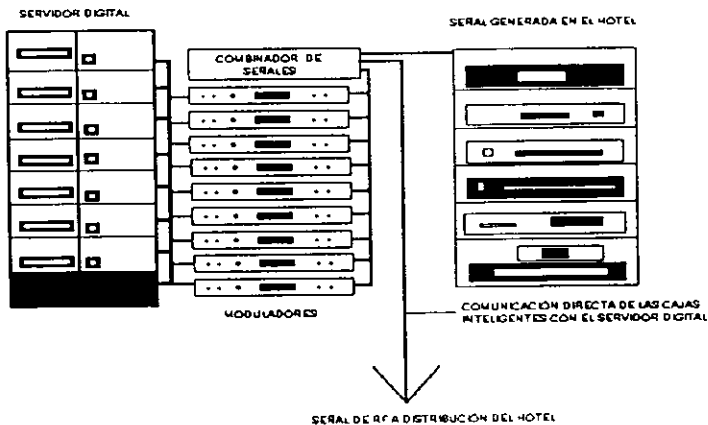 SERVIDOR DIGITAL
SEÑAL GENERADA EN EL HOTEL
COMBINADOR DE
SEÑALES
MODULADORES
COMUNICACIÓN DIRECTA DE LAS CAJAS
INTELIGENTES CON EL SERVIDOR DIGITAL
SEÑAL DE RF A DISTRIBUCIÓN DEL HOTEL